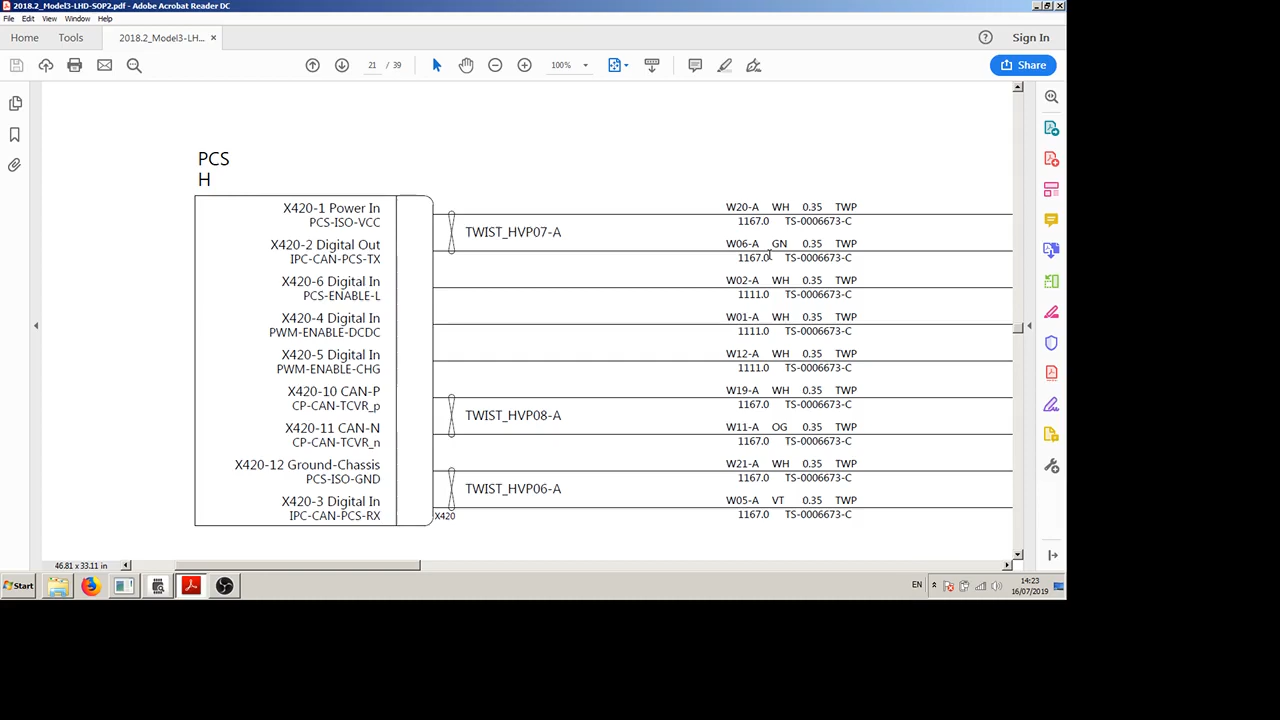 2018.2_Model3-LHD-SOP2.pdf - Adobe Acrobat Reader DC
File Edit View Window Help
Home Tools 2018.2_Model3-LH... × Sign In
21 / 39 100% Share
PCS
H
X420-1 Power In
PCS-ISO-VCC
X420-2 Digital Out
IPC-CAN-PCS-TX
X420-6 Digital In
PCS-ENABLE-L
X420-4 Digital In
PWM-ENABLE-DCDC
X420-5 Digital In
PWM-ENABLE-CHG
X420-10 CAN-P
CP-CAN-TCVR_p
X420-11 CAN-N
CP-CAN-TCVR_n
X420-12 Ground-Chassis
PCS-ISO-GND
X420-3 Digital In
IPC-CAN-PCS-RX
X420
TWIST_HVP07-A
TWIST_HVP08-A
TWIST_HVP06-A
W20-A WH 0.35 TWP
1167.0 TS-0006673-C
W06-A GN 0.35 TWP
1167.0 TS-0006673-C
W02-A WH 0.35 TWP
1111.0 TS-0006673-C
W01-A WH 0.35 TWP
1111.0 TS-0006673-C
W12-A WH 0.35 TWP
1111.0 TS-0006673-C
W19-A WH 0.35 TWP
1167.0 TS-0006673-C
W11-A OG 0.35 TWP
1167.0 TS-0006673-C
W21-A WH 0.35 TWP
1167.0 TS-0006673-C
W05-A VT 0.35 TWP
1167.0 TS-0006673-C
46.81 x 33.11 in
Start EN 14:23
16/07/2019